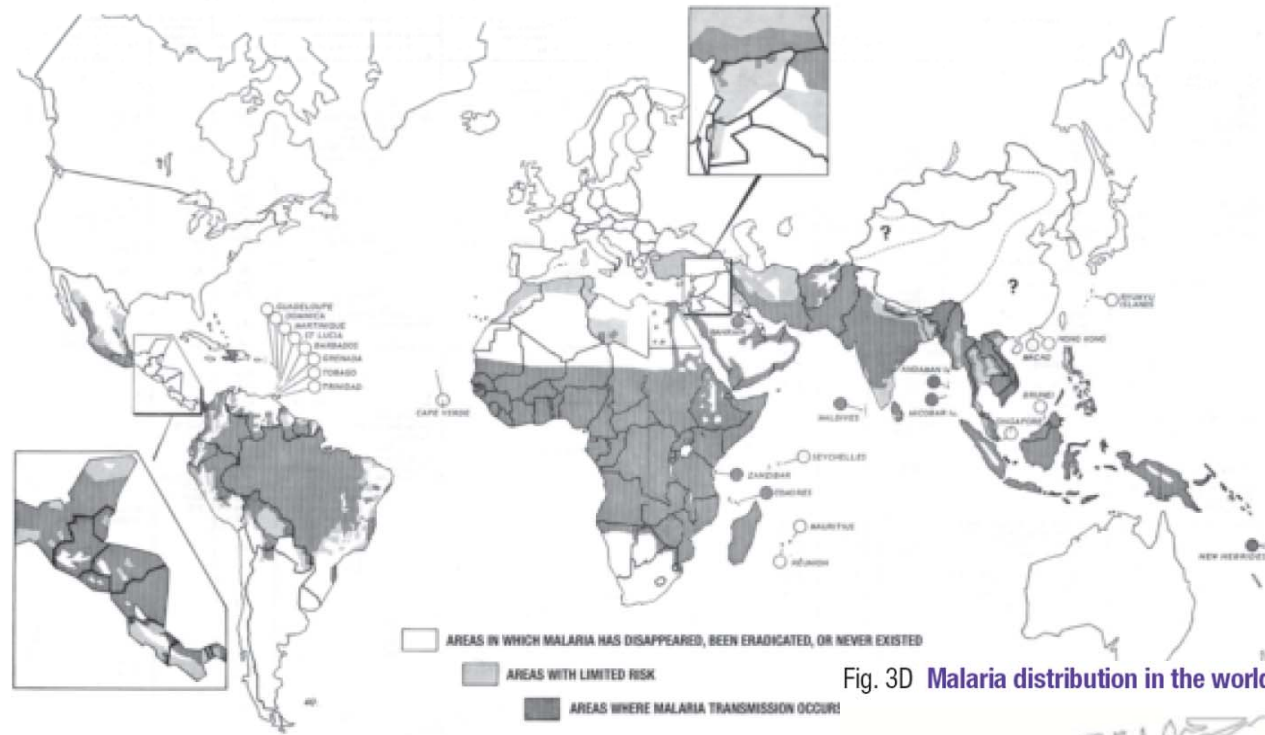 ?
GUADELOUPE
DOMINICA
MARTINIQUE
ST LUCIA
BARBADOS
GRENADA
TOBAGO
TRINIDAD
CAPE VERDE
BAHRAIN
?
?
RYUKYU
ISLANDS
HONG KONG
MACAO
ANDAMAN Is
NICOBAR Is.
BRUNEI
SINGAPORE
MALDIVES
SEYCHELLES
ZANZIBAR
COMORES
MAURITIUS
RÉUNION
NEW HEBRIDES
AREAS IN WHICH MALARIA HAS DISAPPEARED, BEEN ERADICATED, OR NEVER EXISTED
AREAS WITH LIMITED RISK
AREAS WHERE MALARIA TRANSMISSION OCCURS
Fig. 3D Malaria distribution in the world